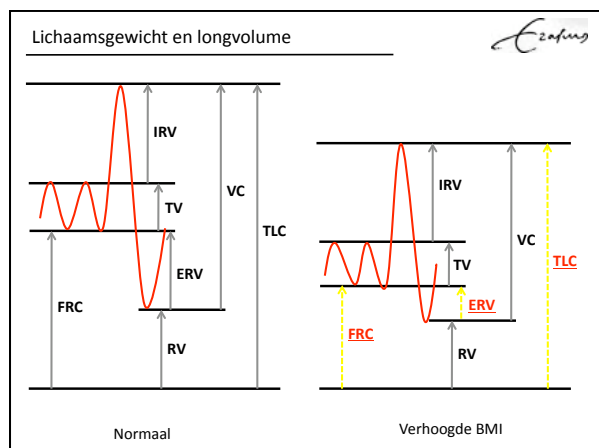 Lichaamsgewicht en longvolume
Erasmus
IRV
TV
VC
TLC
ERV
FRC
RV
Normaal
IRV
TV
VC
TLC
ERV
FRC
RV
Verhoogde BMI